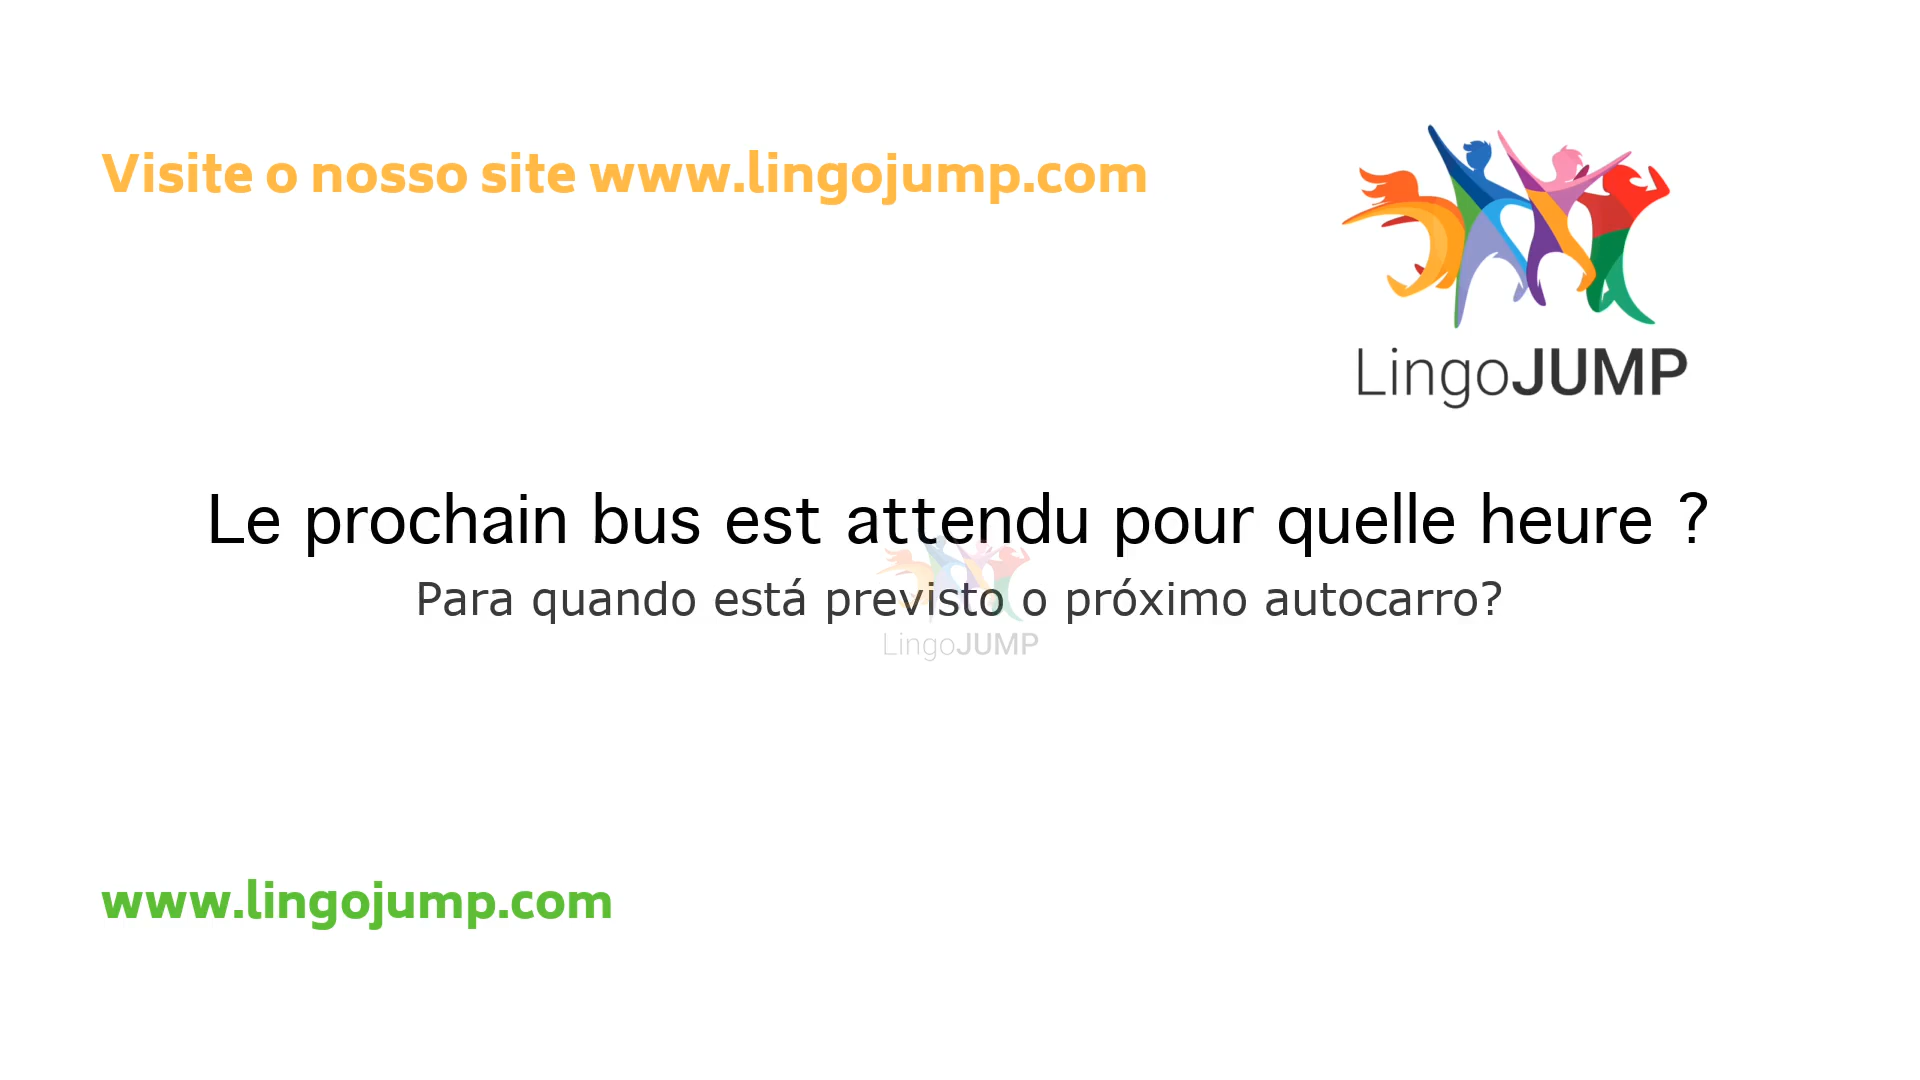 Visite o nosso site www.lingojump.com
LingoJUMP
Le prochain bus est attendu pour quelle heure ?
Para quando está previsto o próximo autocarro?
LingoJUMP
www.lingojump.com